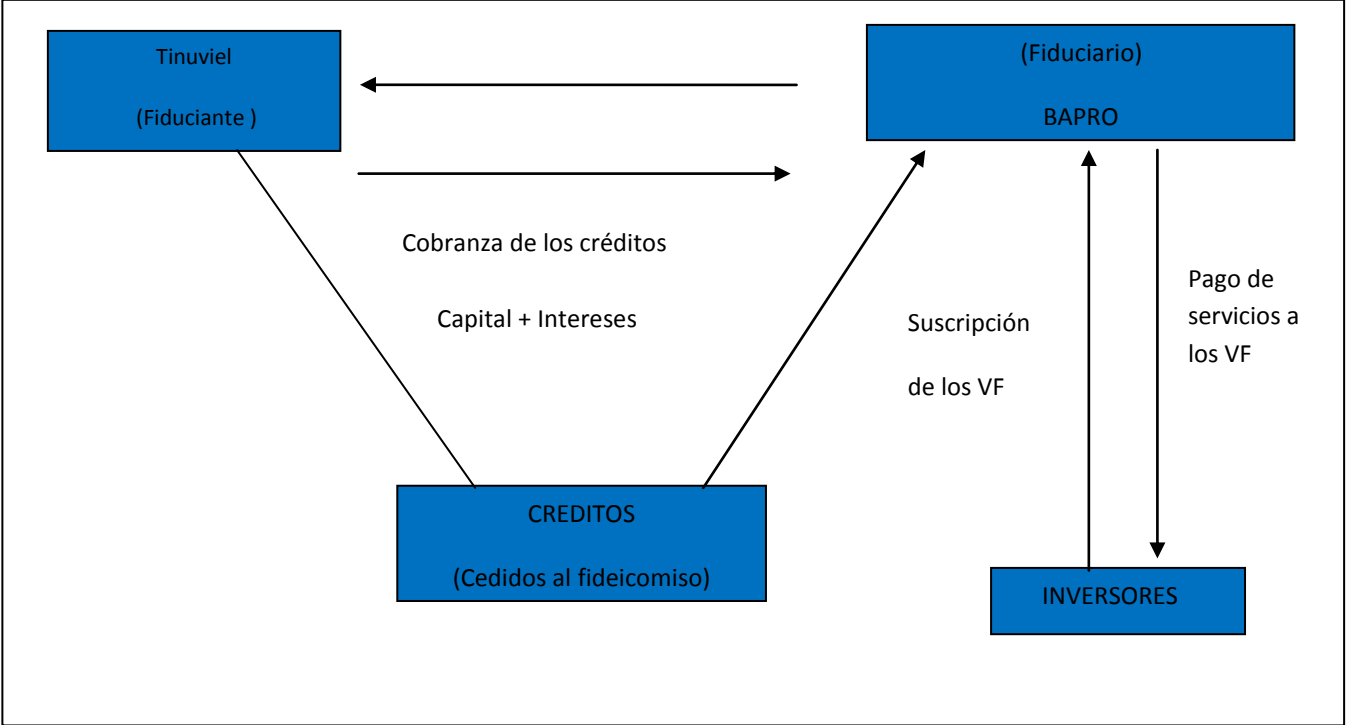 Tinuviel
(Fiduciante )
(Fiduciario)
BAPRO
Cobranza de los créditos
Capital + Intereses
Suscripción
de los VF
Pago de
servicios a
los VF
CREDITOS
(Cedidos al fideicomiso)
INVERSORES